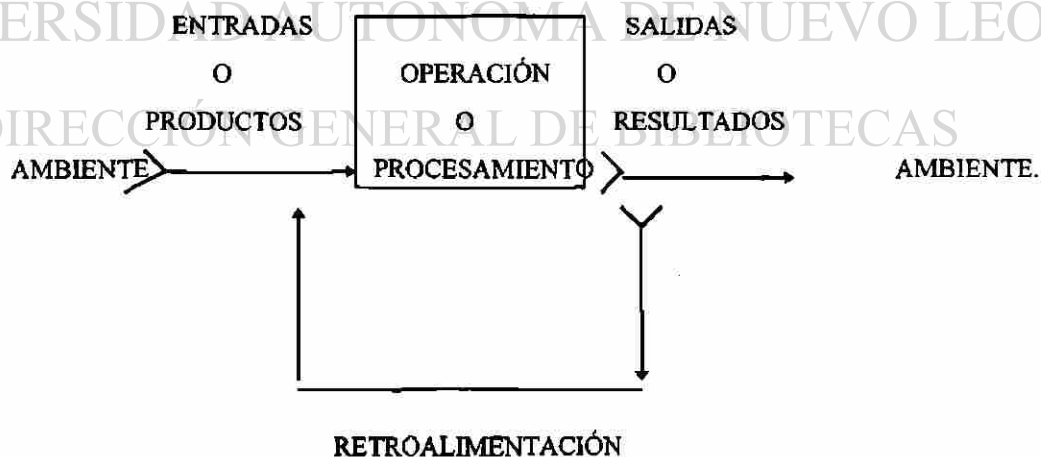 ERSIDAD AUTONOMA DE NUEVO LEO
ENTRADAS SALIDAS
O OPERACIÓN O
DIRECCIÓN GENERAL DE BIBLIOTECAS
PRODUCTOS O RESULTADOS
AMBIENTE PROCESAMIENTO AMBIENTE.
RETROALIMENTACIÓN